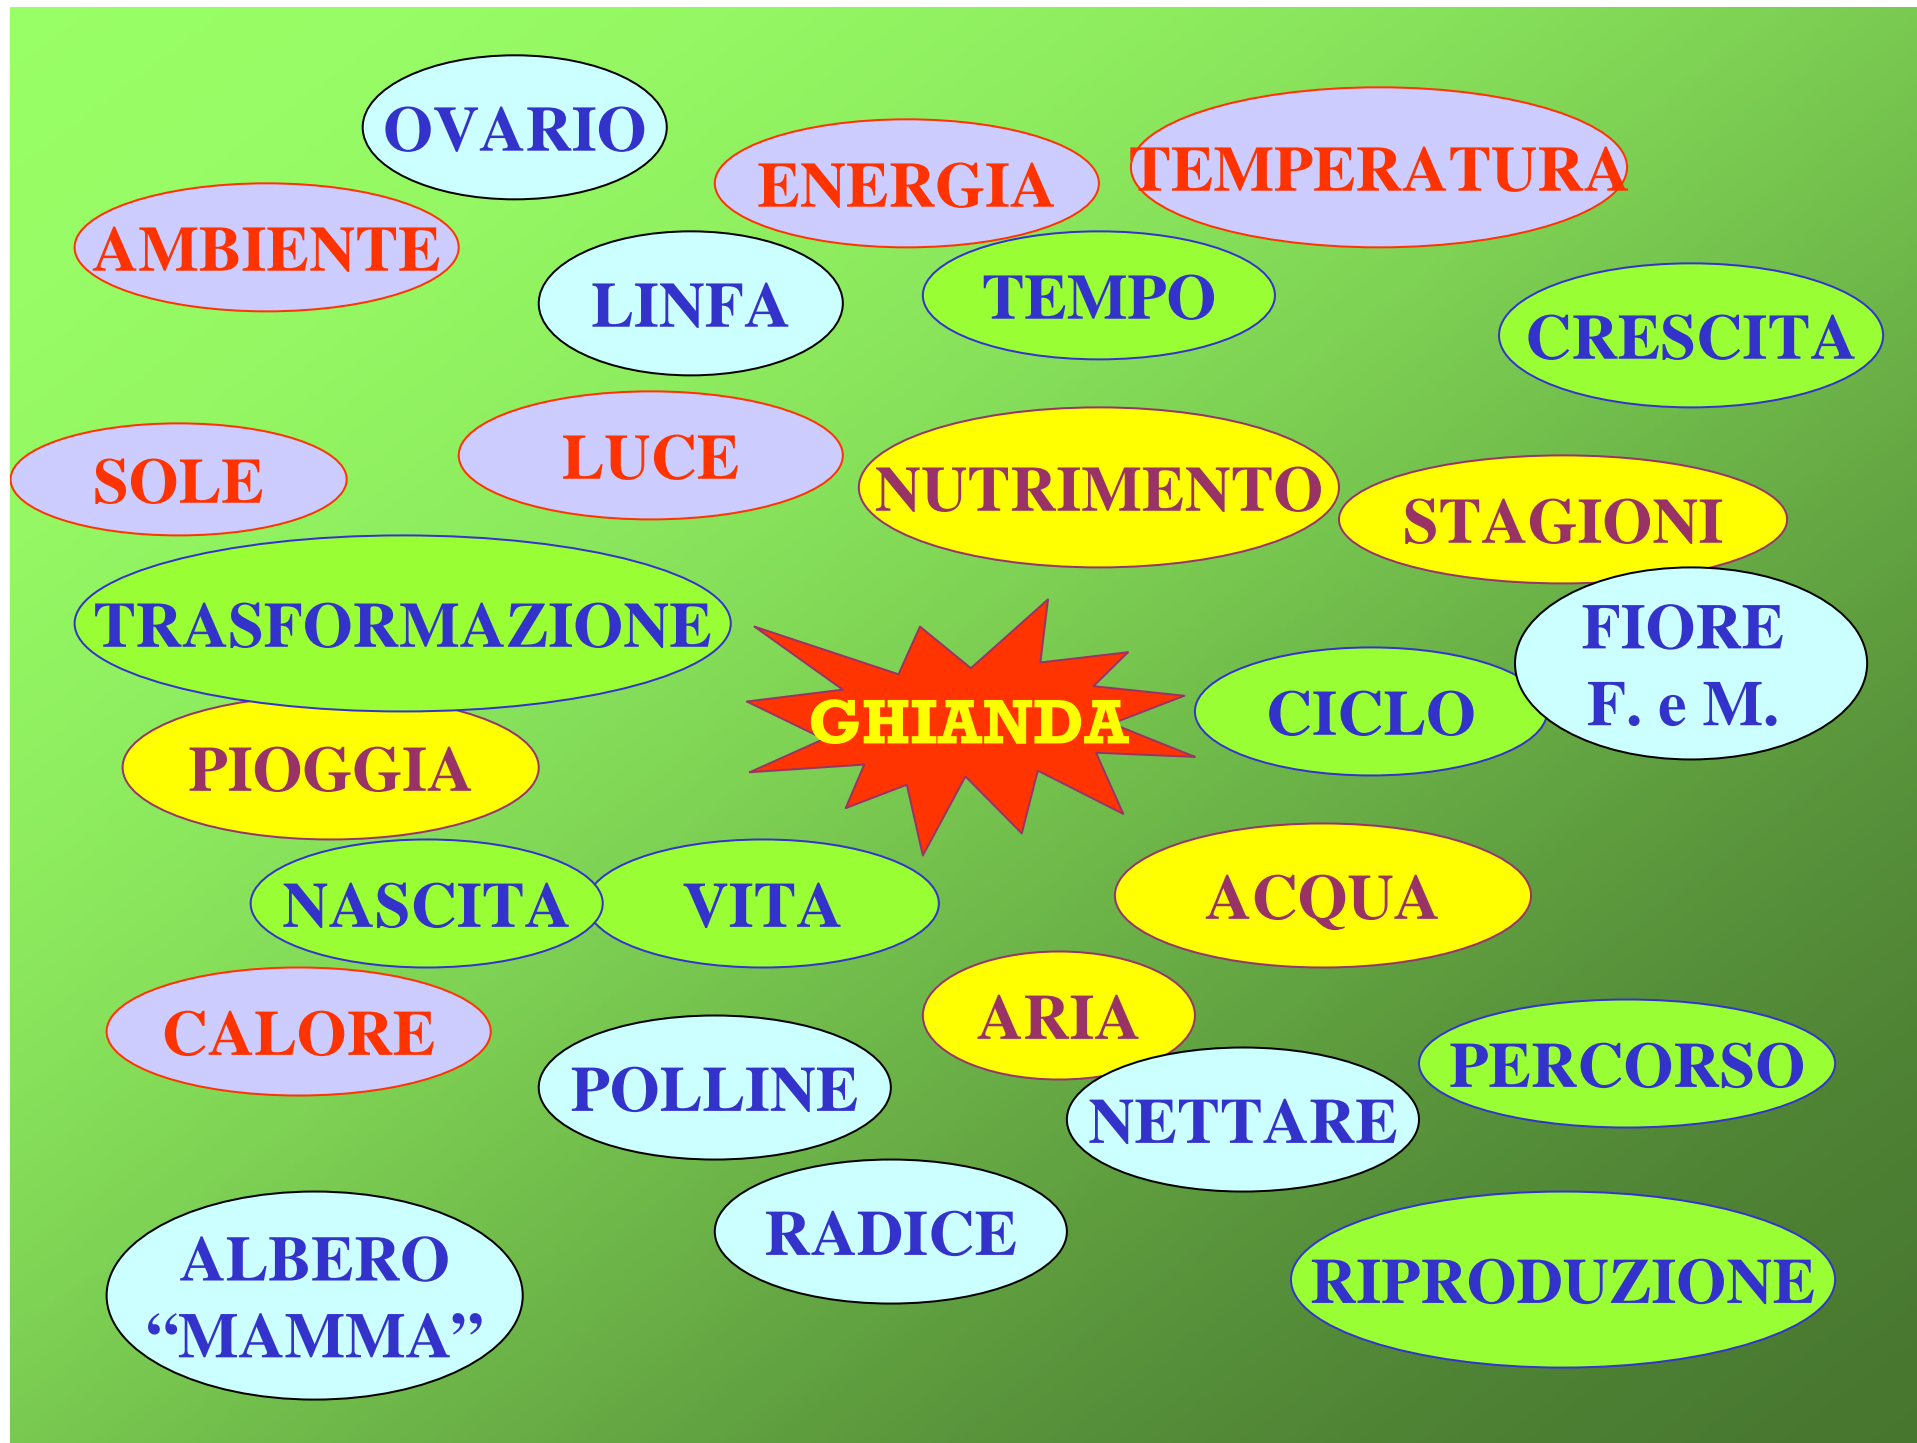 OVARIO
ENERGIA
TEMPERATURA
AMBIENTE
LINFA
TEMPO
CRESCITA
SOLE
LUCE
NUTRIMENTO
STAGIONI
TRASFORMAZIONE
FIORE
F. e M.
GHIANDA
CICLO
PIOGGIA
NASCITA
VITA
ACQUA
CALORE
ARIA
POLLINE
NETTARE
PERCORSO
RADICE
ALBERO
“MAMMA”
RIPRODUZIONE